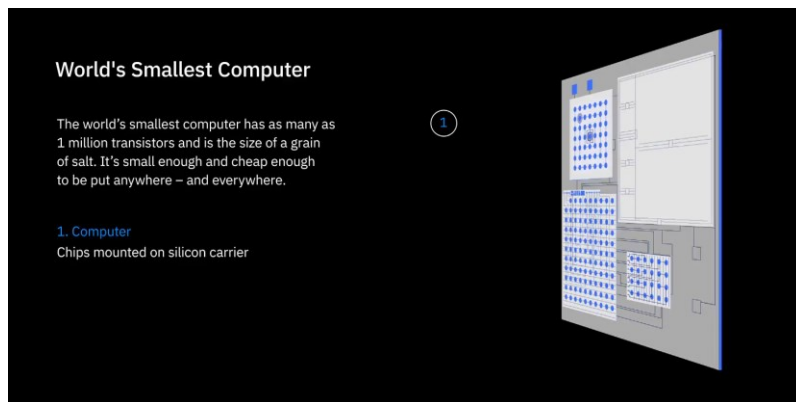 World's Smallest Computer
The world’s smallest computer has as many as
1 million transistors and is the size of a grain
of salt. It’s small enough and cheap enough
to be put anywhere – and everywhere.
1. Computer
Chips mounted on silicon carrier
1